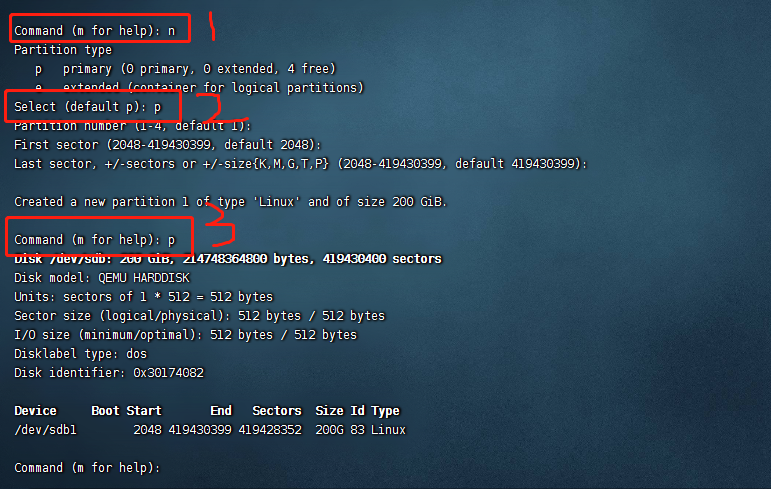 Command (m for help): n
1
Partition type
p primary (0 primary, 0 extended, 4 free)
e extended (container for logical partitions)
Select (default p): p
2
Partition number (1-4, default 1):
First sector (2048-419430399, default 2048):
Last sector, +/-sectors or +/-size{K,M,G,T,P} (2048-419430399, default 419430399):
Created a new partition 1 of type 'Linux' and of size 200 GiB.
3
Command (m for help): p
Disk /dev/sdb: 200 GiB, 214748364800 bytes, 419430400 sectors
Disk model: QEMU HARDDISK
Units: sectors of 1 * 512 = 512 bytes
Sector size (logical/physical): 512 bytes / 512 bytes
I/O size (minimum/optimal): 512 bytes / 512 bytes
Disklabel type: dos
Disk identifier: 0x30174082
Device Boot Start End Sectors Size Id Type
/dev/sdb1 2048 419430399 419428352 200G 83 Linux
Command (m for help):